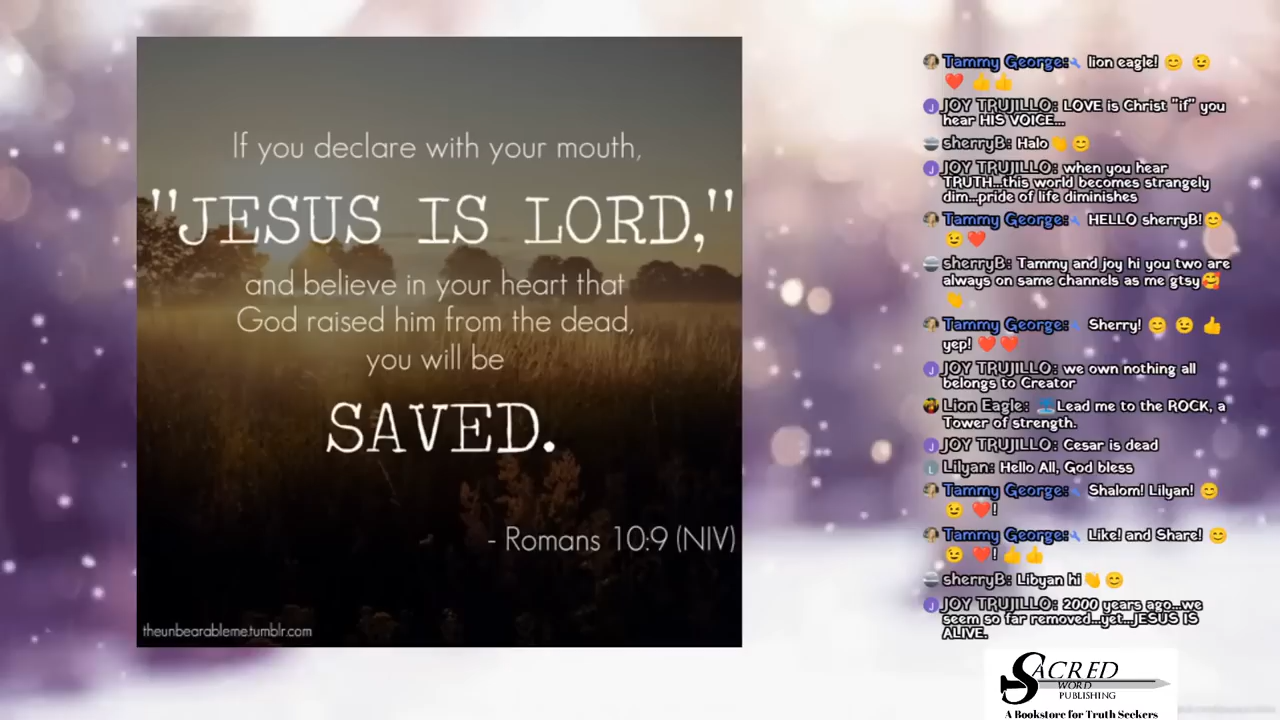 If you declare with your mouth,
"JESUS IS LORD,"
and believe in your heart that
God raised him from the dead,
you will be
SAVED.
- Romans 10:9 (NIV)
theunbearableme.tumblr.com
Tammy George: lion eagle! 😊 😉
❤️ 👍👍
JOY TRUJILLO: LOVE is Christ "if" you
hear HIS VOICE...
sherryB: Halo👋😊
JOY TRUJILLO: when you hear
TRUTH...this world becomes strangely
dim...pride of life diminishes
Tammy George: HELLO sherryB!😊
😉❤️
sherryB: Tammy and joy hi you two are
always on same channels as me gtsy🥰
👋
Tammy George: Sherry! 😊 😉 👍
yep! ❤️❤️
JOY TRUJILLO: we own nothing all
belongs to Creator
Lion Eagle: Lead me to the ROCK, a
Tower of strength.
JOY TRUJILLO: Cesar is dead
Lilyan: Hello All, God bless
Tammy George: Shalom! Lilyan! 😊
😉 ❤️!
Tammy George: Like! and Share! 😊
😉 ❤️! 👍👍
sherryB: Libyan hi👋😊
JOY TRUJILLO: 2000 years ago...we
seem so far removed...yet...JESUS IS
ALIVE.
SACRED
WORD
PUBLISHING
A Bookstore for Truth Seekers